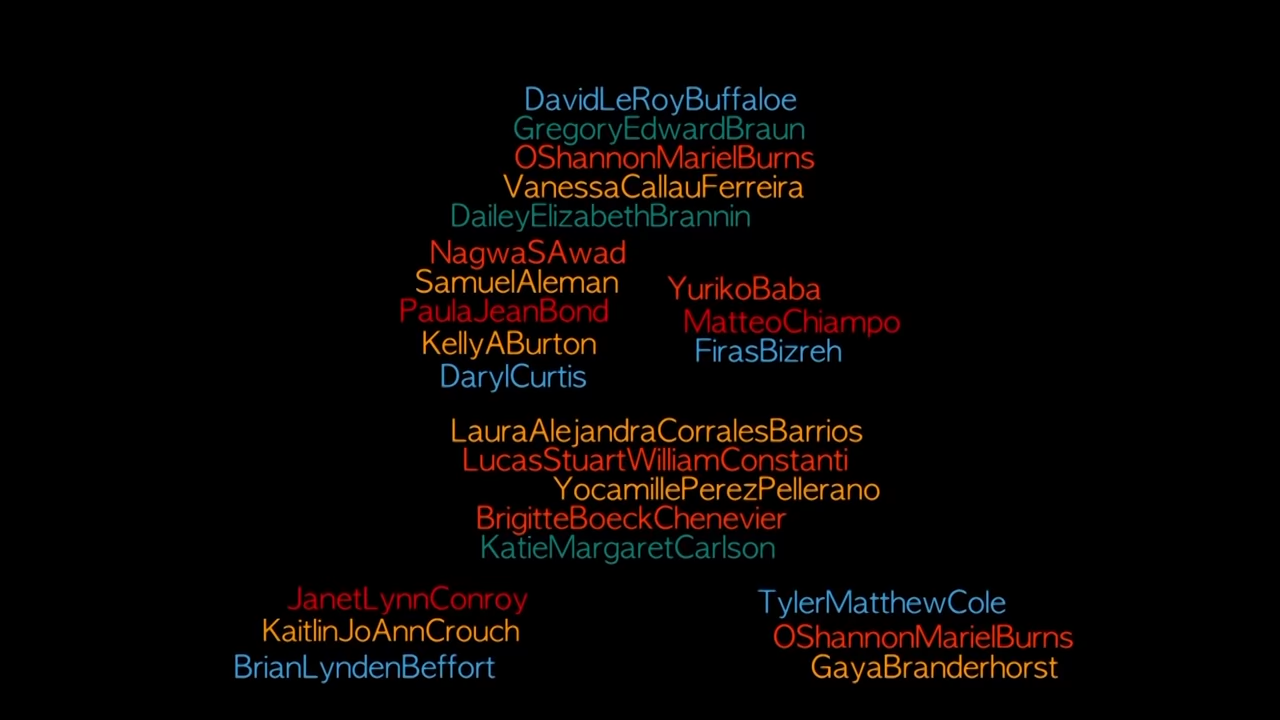 DavidLeRoyBuffaloe
GregoryEdwardBraun
OShannonMarielBurns
VanessaCallauFerreira
DaileyElizabethBrannin
NagwaSAwad
SamuelAleman
YurikoBaba
PaulaJeanBond
MatteoChiampo
KellyABurton
FirasBizreh
DarylCurtis
LauraAlejandraCorralesBarrios
LucasStuartWilliamConstanti
YocamillePerezPellerano
BrigitteBoeckChenevier
KatieMargaretCarlson
JanetLynnConroy
TylerMatthewCole
KaitlinJoAnnCrouch
OShannonMarielBurns
BrianLyndenBeffort
GayaBranderhorst